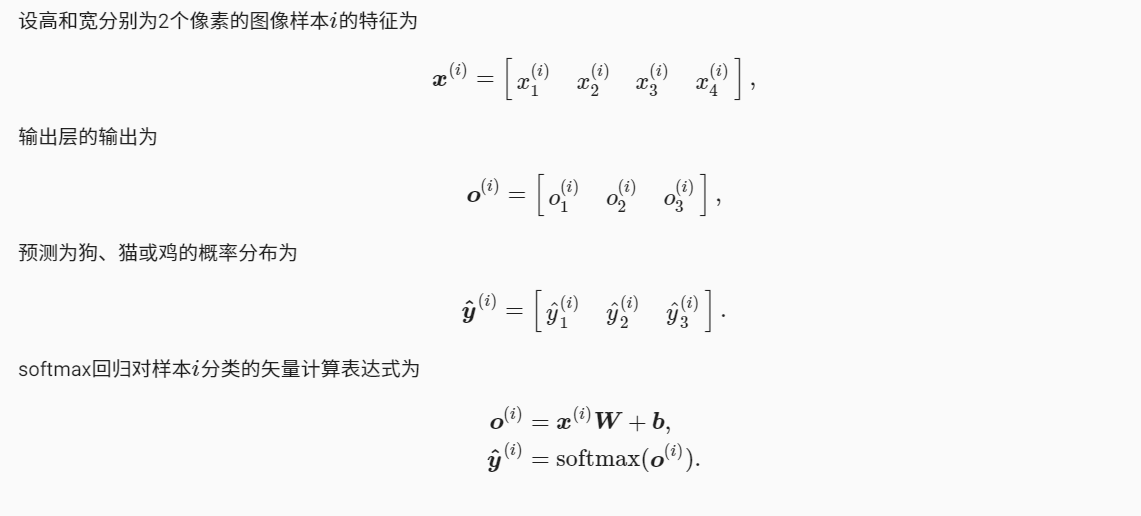 设高和宽分别为2个像素的图像样本$i$的特征为
$$\boldsymbol{x}^{(i)} = \begin{bmatrix}x_1^{(i)} & x_2^{(i)} & x_3^{(i)} & x_4^{(i)}\end{bmatrix},$$
输出层的输出为
$$\boldsymbol{o}^{(i)} = \begin{bmatrix}o_1^{(i)} & o_2^{(i)} & o_3^{(i)}\end{bmatrix},$$
预测为狗、猫或鸡的概率分布为
$$\boldsymbol{\hat{y}}^{(i)} = \begin{bmatrix}\hat{y}_1^{(i)} & \hat{y}_2^{(i)} & \hat{y}_3^{(i)}\end{bmatrix}.$$
softmax回归对样本$i$分类的矢量计算表达式为
$$\boldsymbol{o}^{(i)} = \boldsymbol{x}^{(i)} \boldsymbol{W} + \boldsymbol{b},$$
$$\boldsymbol{\hat{y}}^{(i)} = \text{softmax}(\boldsymbol{o}^{(i)}).$$